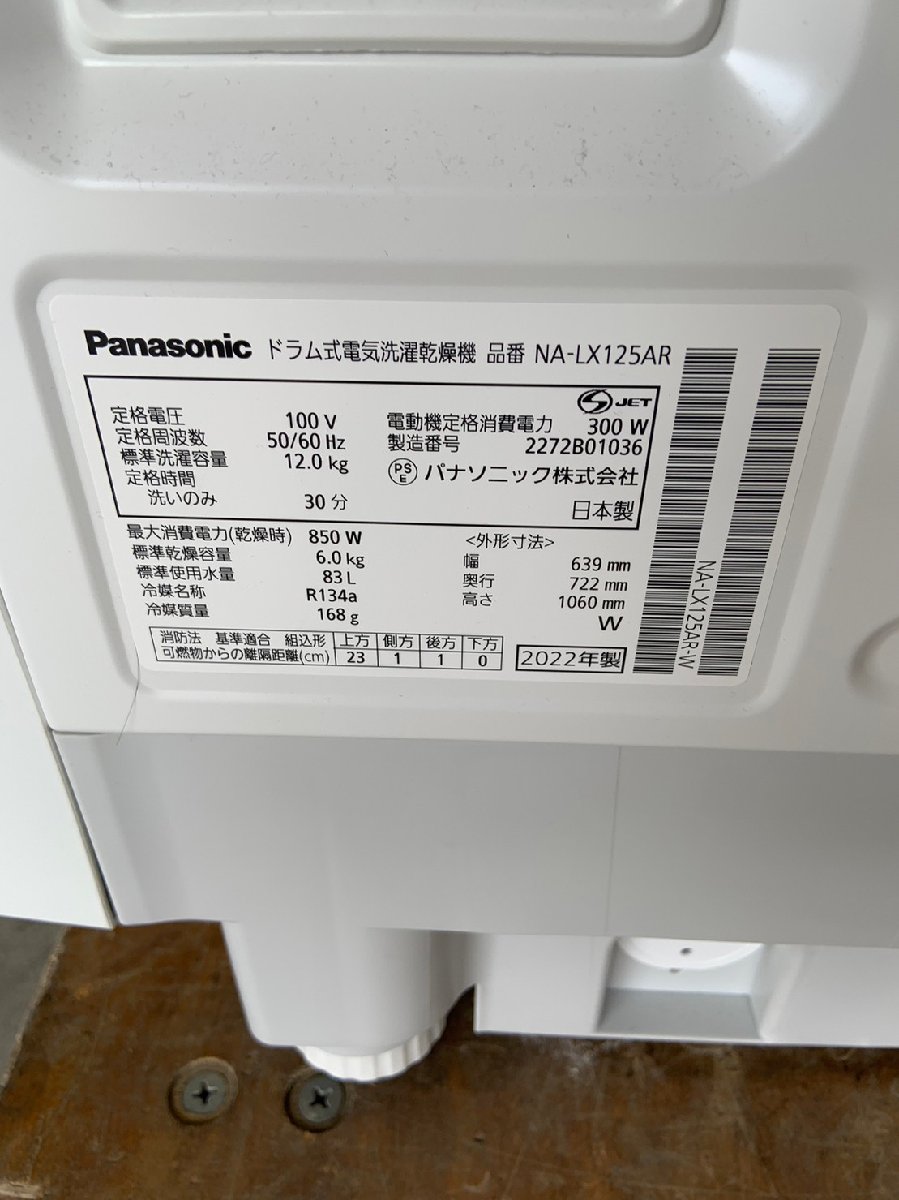 Panasonic ドラム式電気洗濯乾燥機 品番 NA-LX125AR
JET
定格電圧 100 V 電動機定格消費電力 300 W
定格周波数 50/60 Hz 製造番号 2272B01036
標準洗濯容量 12.0 kg PSE パナソニック株式会社
定格時間
洗いのみ 30 分 日本製
最大消費電力(乾燥時) 850 W <外形寸法>
標準乾燥容量 6.0 kg 幅 639 mm
標準使用水量 83 L 奥行 722 mm
冷媒名称 R134a 高さ 1060 mm
冷媒質量 168 g W
消防法 基準適合 組込形 上方 側方 後方 下方
可燃物からの離隔距離(cm) 23 1 1 0 2022年製
NA-LX125AR-W